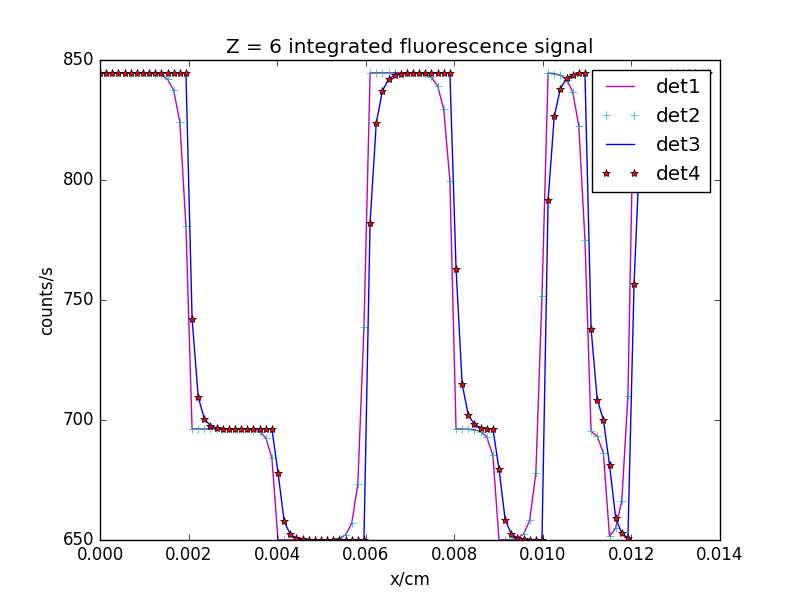 Z = 6 integrated fluorescence signal
850
800
750
700
650
counts/s
det1
det2
det3
det4
0.000 0.002 0.004 0.006 0.008 0.010 0.012 0.014
x/cm